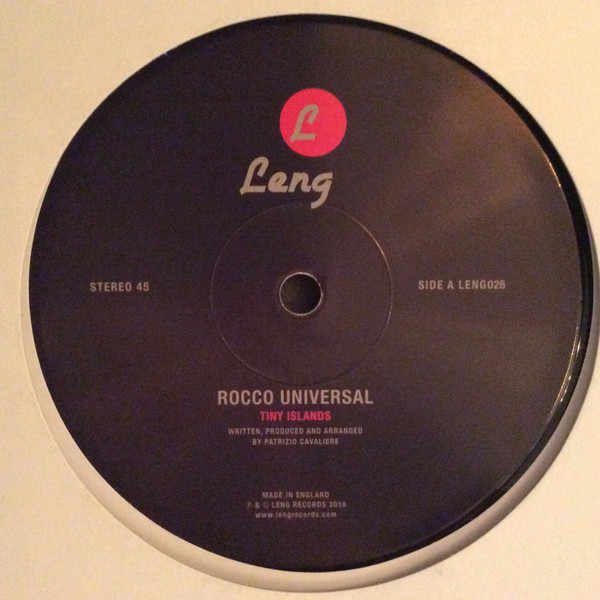 L
Leng
STEREO 45
SIDE A LENG026
ROCCO UNIVERSAL
TINY ISLANDS
WRITTEN, PRODUCED AND ARRANGED
BY PATRIZIO CAVALIERE
MADE IN ENGLAND
℗ & © LENG RECORDS 2016
www.lengrecords.com